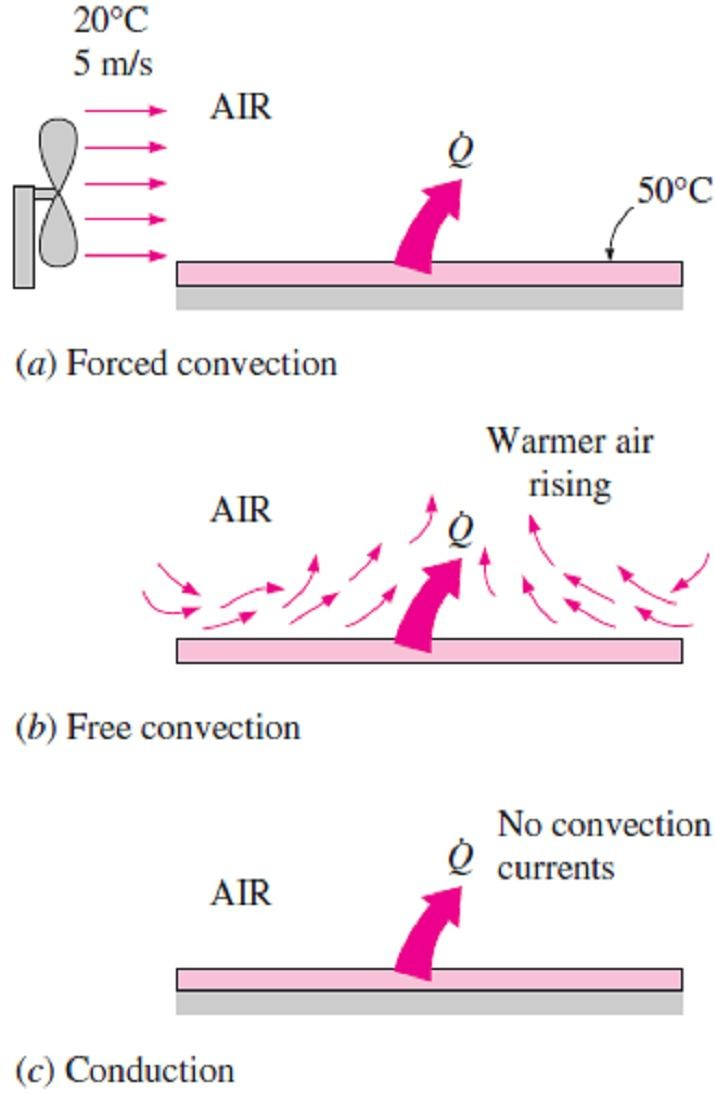 20°C
5 m/s
AIR
Q̇
50°C
(a) Forced convection
Warmer air
rising
AIR
Q̇
(b) Free convection
No convection
currents
Q̇
AIR
(c) Conduction